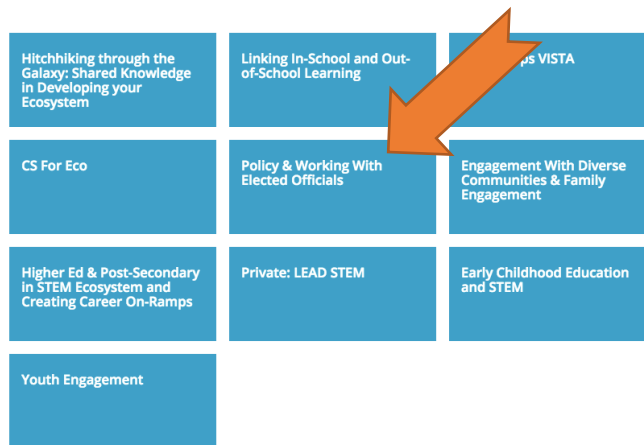 Hitchhiking through the
Galaxy: Shared Knowledge
in Developing your
Ecosystem
Linking In-School and Out-
of-School Learning
VISTA
CS For Eco
Policy & Working With
Elected Officials
Engagement With Diverse
Communities & Family
Engagement
Higher Ed & Post-Secondary
in STEM Ecosystem and
Creating Career On-Ramps
Private: LEAD STEM
Early Childhood Education
and STEM
Youth Engagement